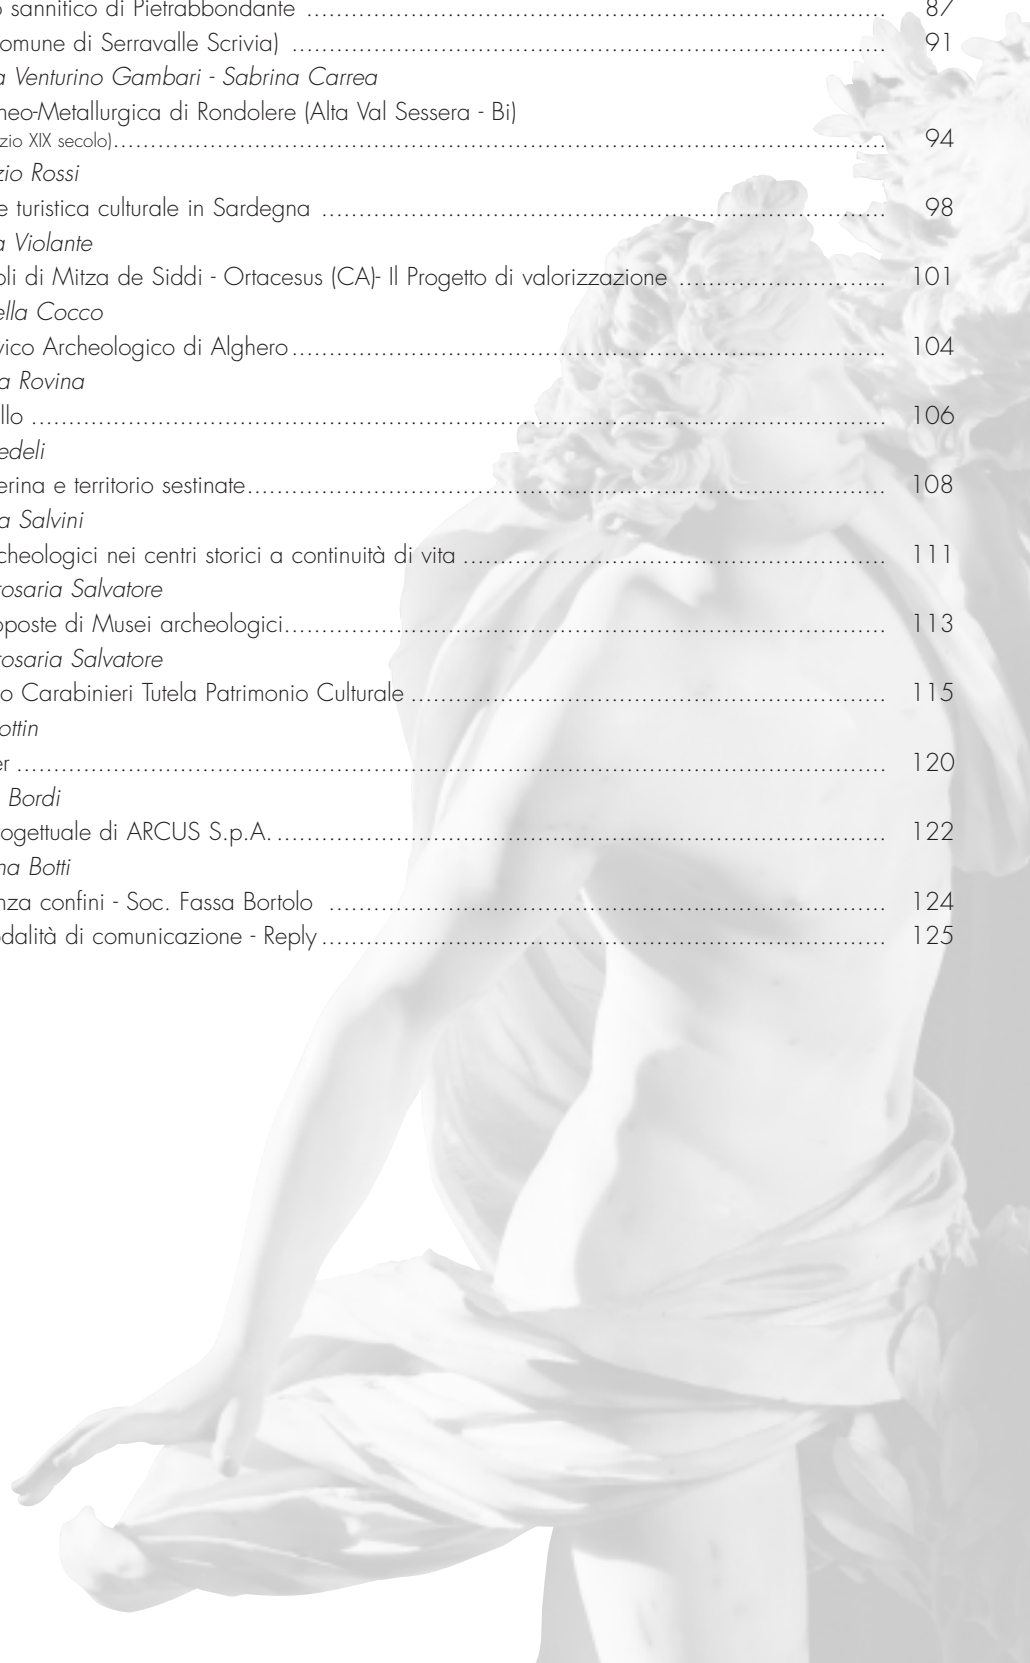 o sannitico di Pietrabbondante ........ 87
omune di Serravalle Scrivia) ........ 91
a Venturino Gambari - Sabrina Carrea
neo-Metallurgica di Rondolere (Alta Val Sessera - Bi)
zio XIX secolo)........ 94
zio Rossi
e turistica culturale in Sardegna ........ 98
a Violante
oli di Mitza de Siddi - Ortacesus (CA)- Il Progetto di valorizzazione ........ 101
ella Cocco
vico Archeologico di Alghero........ 104
a Rovina
llo ........ 106
edeli
erina e territorio sestinate........ 108
a Salvini
cheologici nei centri storici a continuità di vita ........ 111
rosaria Salvatore
oposte di Musei archeologici........ 113
rosaria Salvatore
o Carabinieri Tutela Patrimonio Culturale ........ 115
ottin
er ........ 120
Bordi
rogettuale di ARCUS S.p.A. ........ 122
na Botti
nza confini - Soc. Fassa Bortolo ........ 124
odalità di comunicazione - Reply ........ 125